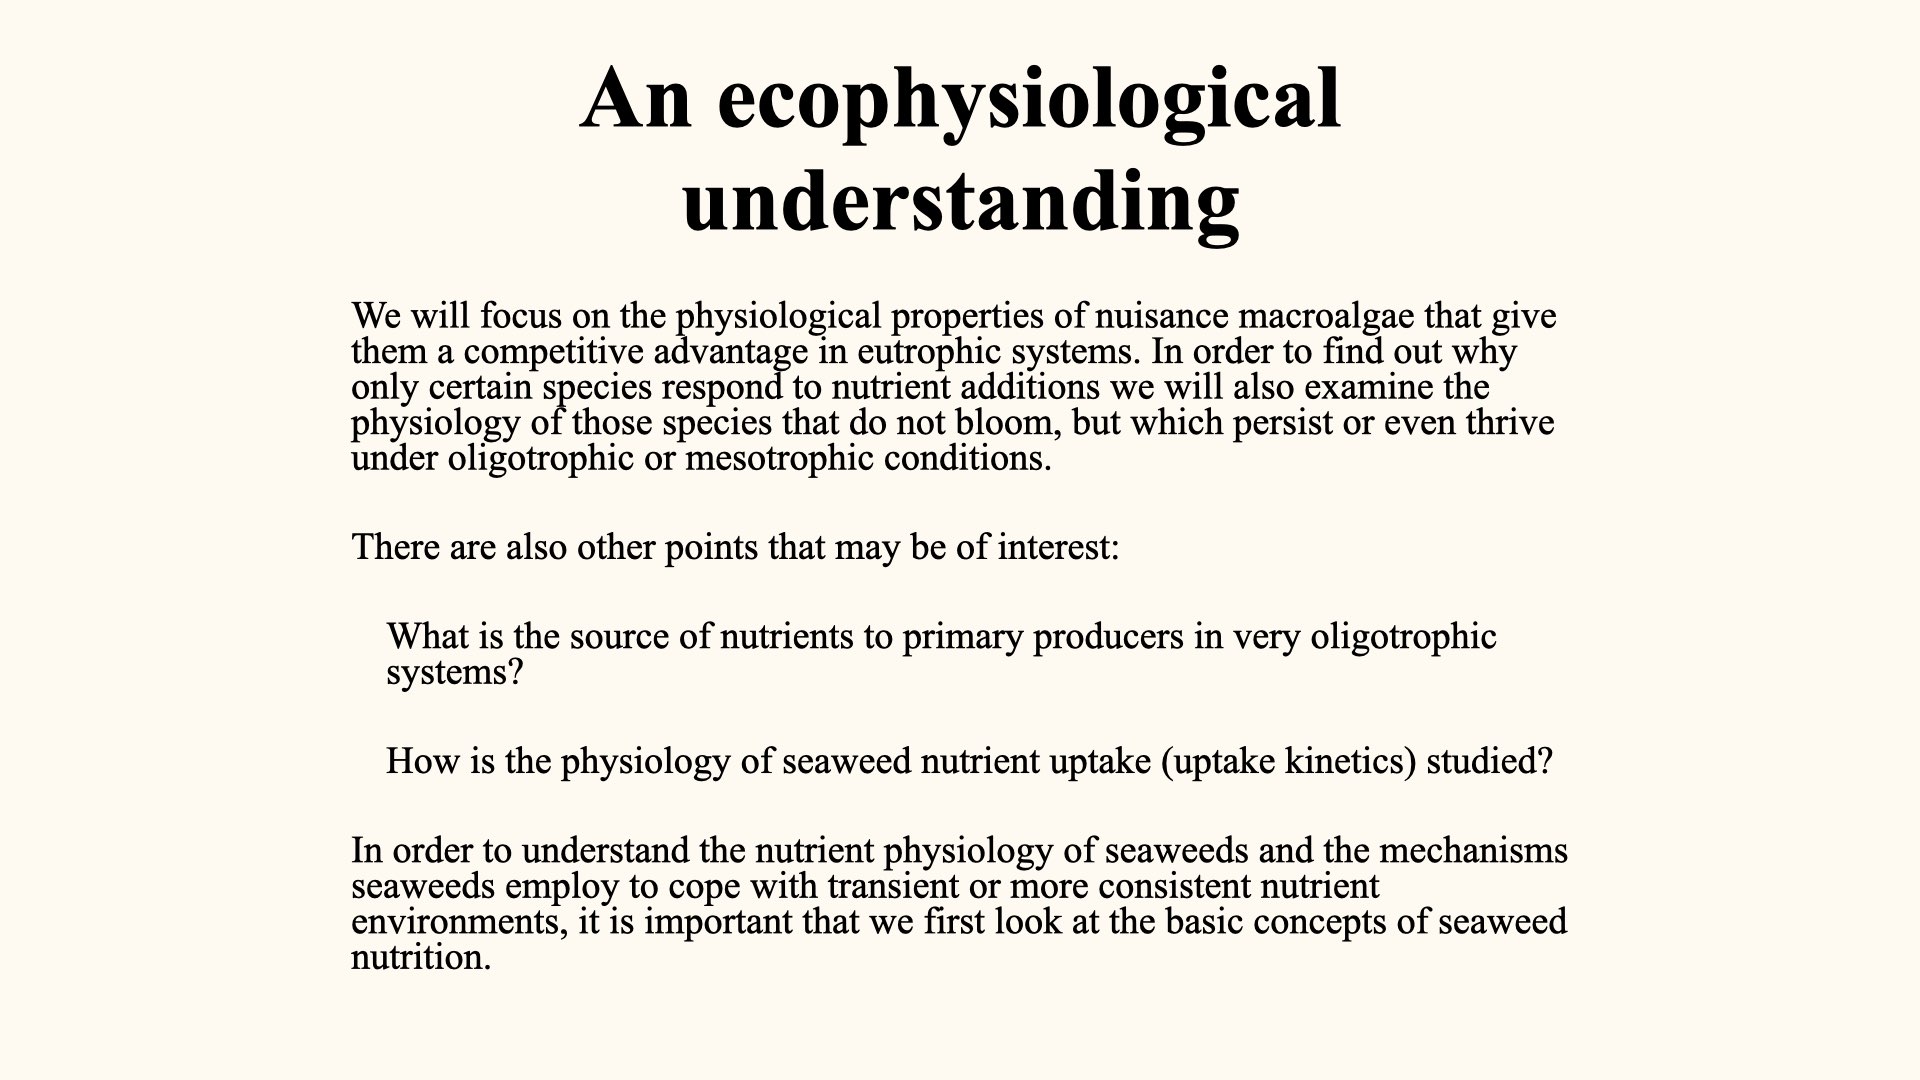 An ecophysiological
understanding
We will focus on the physiological properties of nuisance macroalgae that give
them a competitive advantage in eutrophic systems. In order to find out why
only certain species respond to nutrient additions we will also examine the
physiology of those species that do not bloom, but which persist or even thrive
under oligotrophic or mesotrophic conditions.
There are also other points that may be of interest:
What is the source of nutrients to primary producers in very oligotrophic
systems?
How is the physiology of seaweed nutrient uptake (uptake kinetics) studied?
In order to understand the nutrient physiology of seaweeds and the mechanisms
seaweeds employ to cope with transient or more consistent nutrient
environments, it is important that we first look at the basic concepts of seaweed
nutrition.